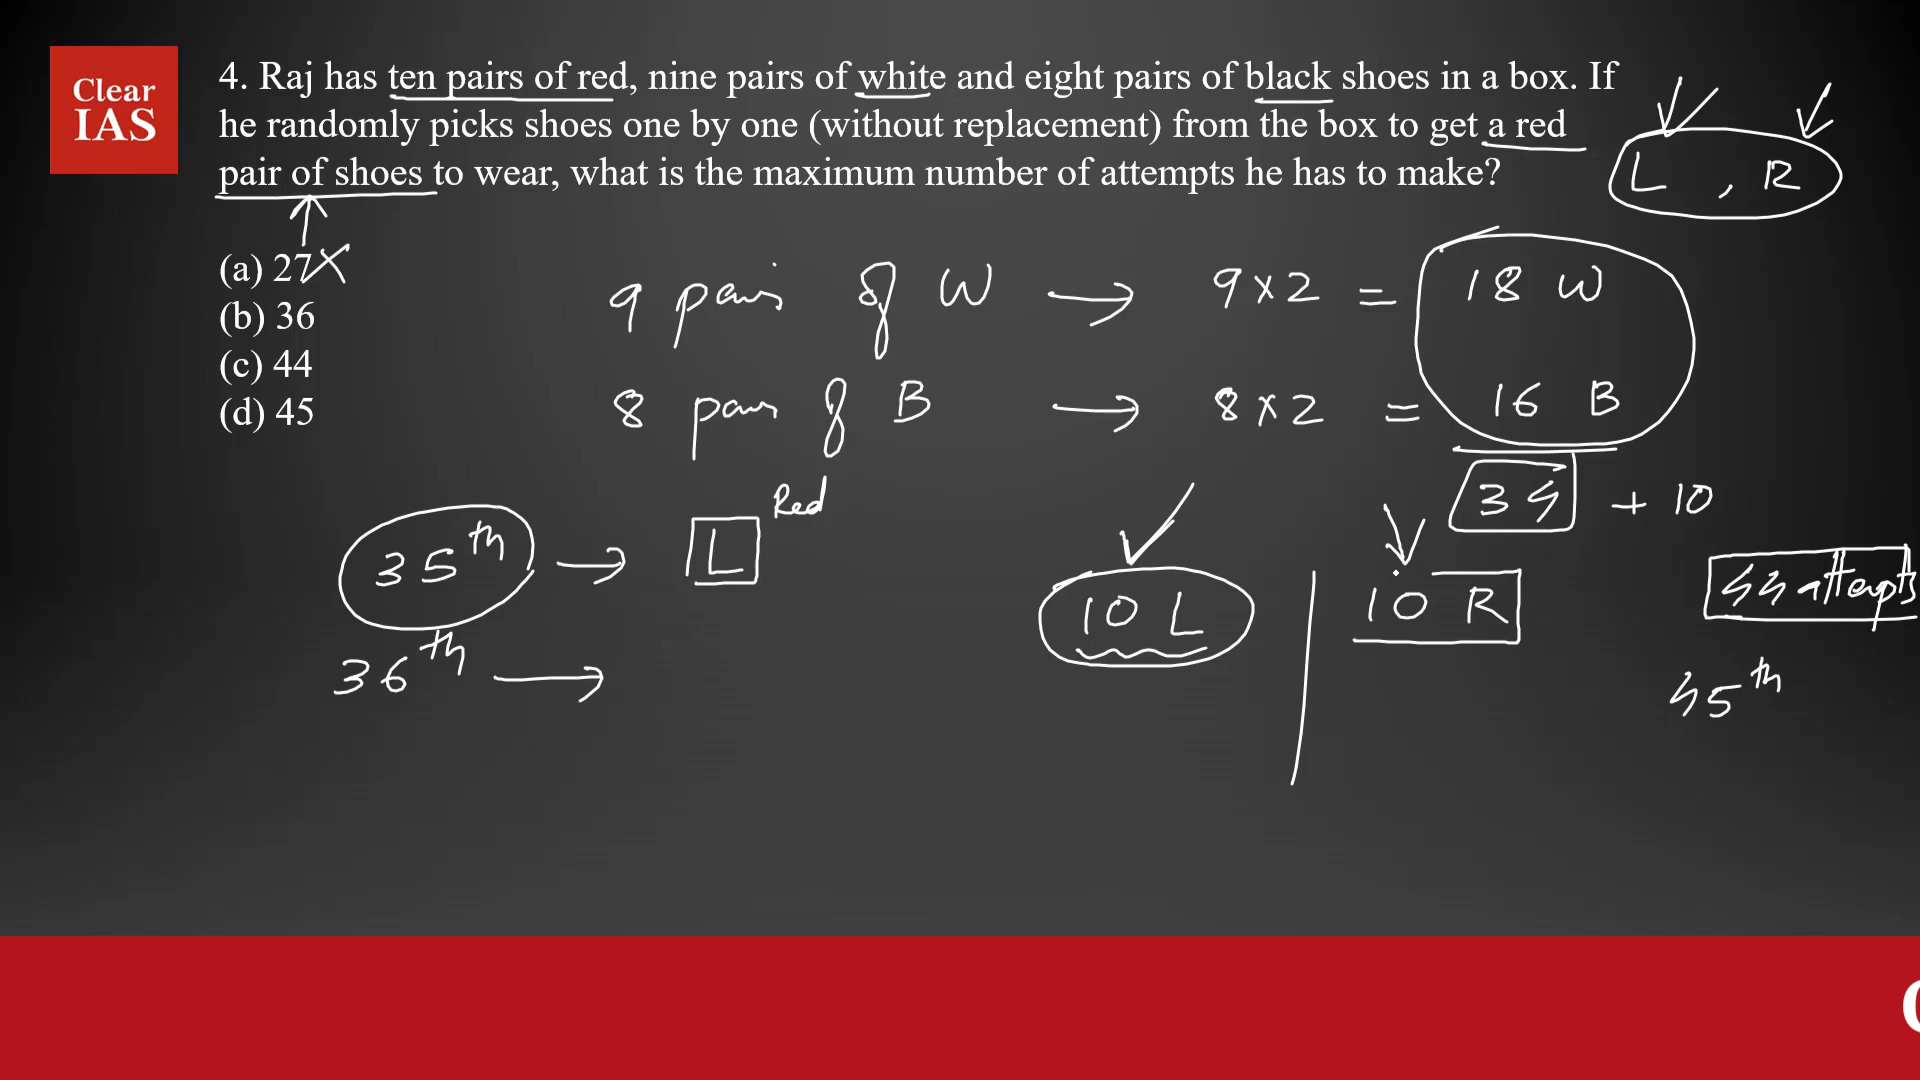 Clear
IAS
4. Raj has ten pairs of red, nine pairs of white and eight pairs of black shoes in a box. If
he randomly picks shoes one by one (without replacement) from the box to get a red
pair of shoes to wear, what is the maximum number of attempts he has to make?
L , R
(a) 27 X
(b) 36
(c) 44
(d) 45
9 pairs of W → 9 x 2 = 18 W
8 pairs of B → 8 x 2 = 16 B
34 + 10
35th → L Red
10 L | 10 R
44 attempts
36th →
45th